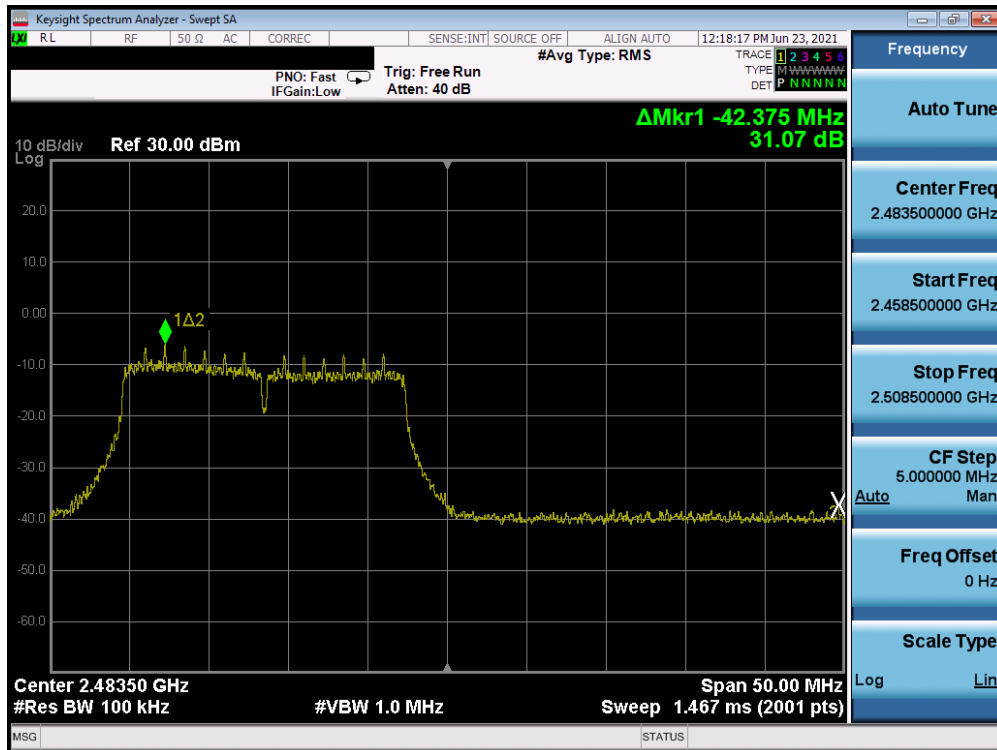 Keysight Spectrum Analyzer - Swept SA
LXI RL RF 50 Ω AC CORREC SENSE:INT SOURCE OFF ALIGN AUTO 12:18:17 PM Jun 23, 2021
#Avg Type: RMS TRACE 1 2 3 4 5 6
PNO: Fast Trig: Free Run TYPE M W W W W W
IFGain:Low Atten: 40 dB DET P N N N N N
ΔMkr1 -42.375 MHz
31.07 dB
10 dB/div Ref 30.00 dBm
Log
20.0
10.0
0.00
1Δ2
-10.0
-20.0
-30.0
-40.0
-50.0
-60.0
Center 2.48350 GHz Span 50.00 MHz
#Res BW 100 kHz #VBW 1.0 MHz Sweep 1.467 ms (2001 pts)
MSG STATUS
Frequency
Auto Tune
Center Freq
2.483500000 GHz
Start Freq
2.458500000 GHz
Stop Freq
2.508500000 GHz
CF Step
5.000000 MHz
Auto Man
Freq Offset
0 Hz
Scale Type
Log Lin